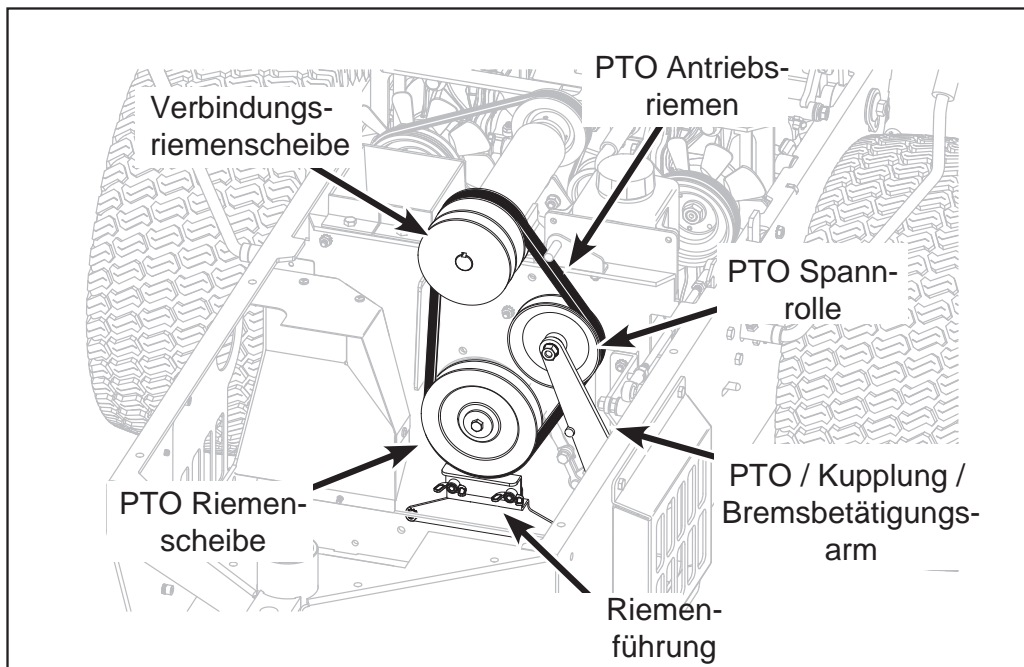 PTO Antriebs-
riemen
Verbindungs-
riemenscheibe
PTO Spann-
rolle
PTO Riemen-
scheibe
PTO / Kupplung /
Bremsbetätigungs-
arm
Riemen-
führung